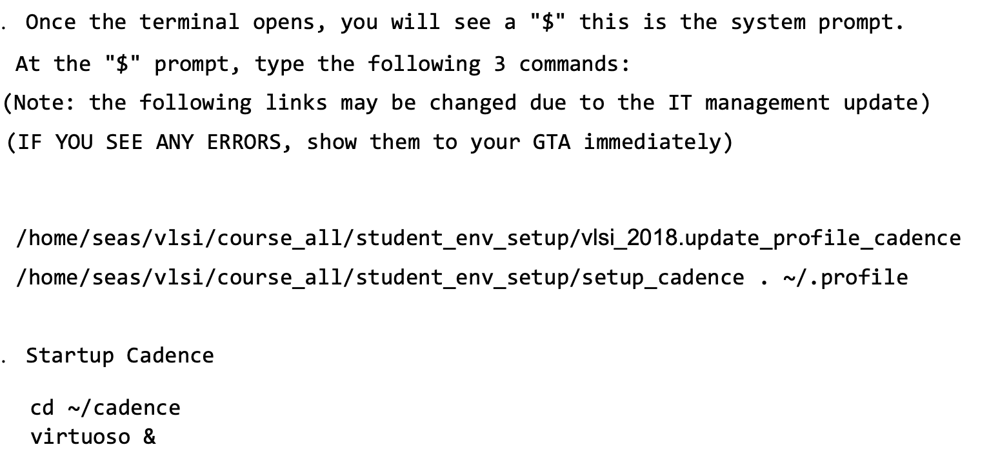 . Once the terminal opens, you will see a "$" this is the system prompt.
At the "$" prompt, type the following 3 commands:
(Note: the following links may be changed due to the IT management update)
(IF YOU SEE ANY ERRORS, show them to your GTA immediately)
/home/seas/vlsi/course_all/student_env_setup/vlsi_2018.update_profile_cadence
/home/seas/vlsi/course_all/student_env_setup/setup_cadence . ~/.profile
. Startup Cadence
cd ~/cadence
virtuoso &